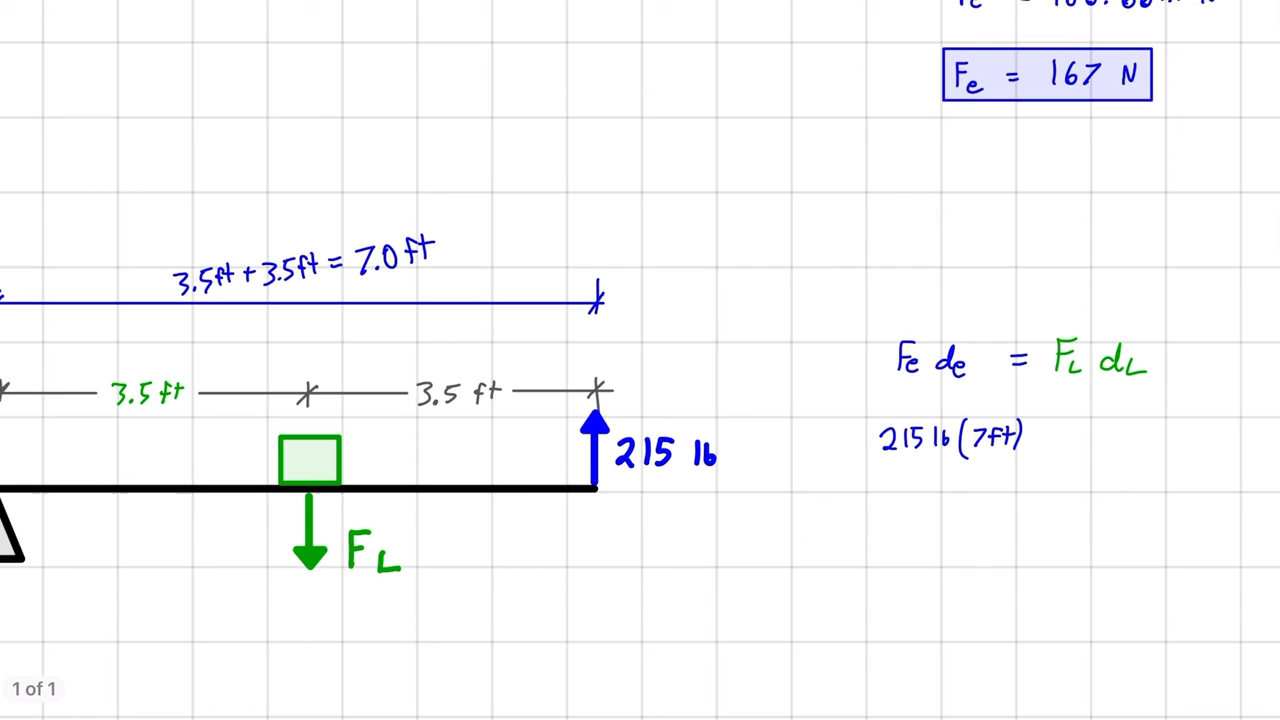 Fe = 167 N
3.5ft + 3.5ft = 7.0 ft
3.5 ft
3.5 ft
Fe de = FL dL
215 lb (7ft)
215 lb
FL
1 of 1